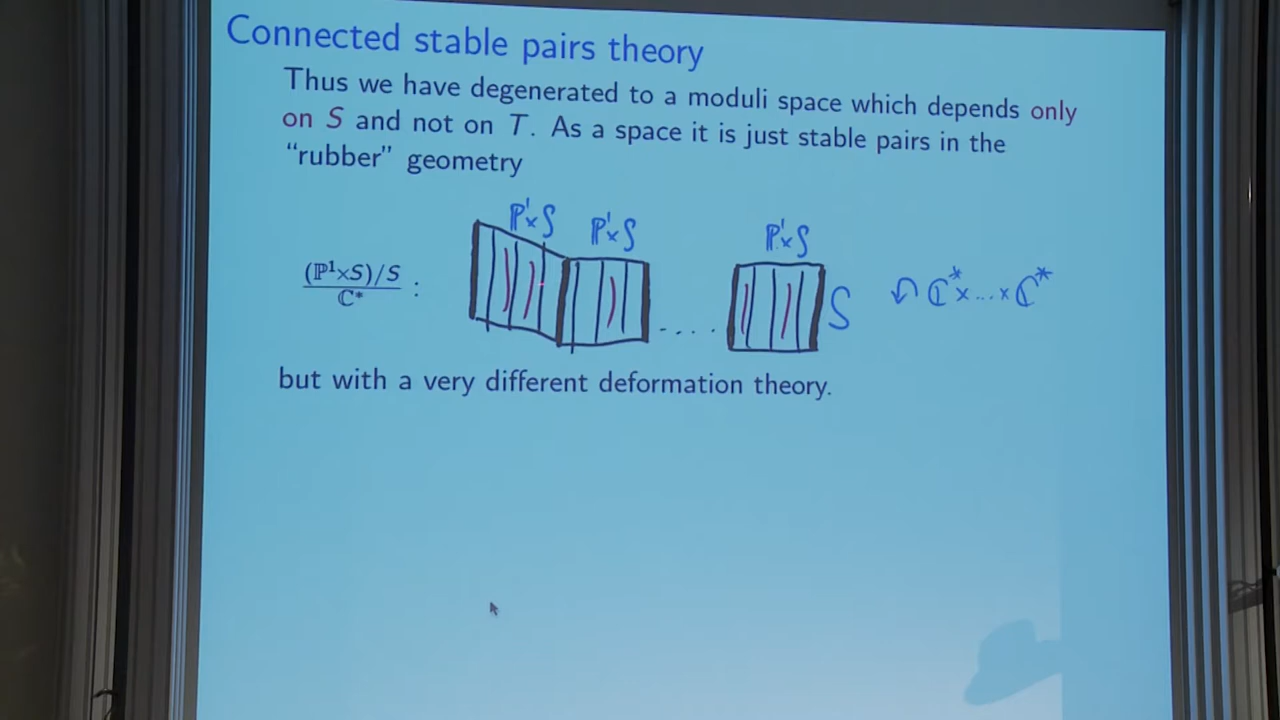 Connected stable pairs theory
Thus we have degenerated to a moduli space which depends only
on S and not on T. As a space it is just stable pairs in the
“rubber” geometry
ℙ¹×S ℙ¹×S ℙ¹×S
(ℙ¹×S)/S
ℂ* :
.... S ↶ ℂ*×...×ℂ*
but with a very different deformation theory.